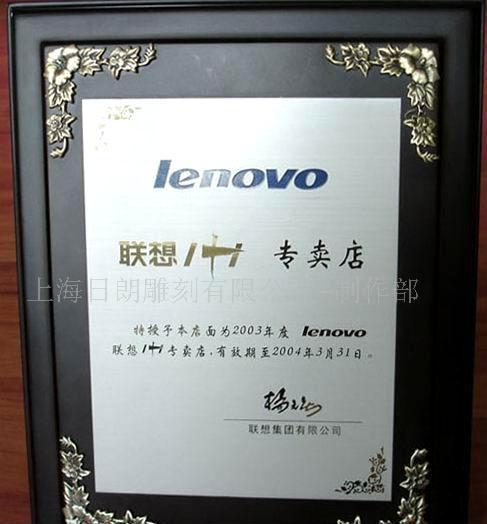 lenovo
联想 1+1 专卖店
上海日朗雕刻有限公司 制作部
特授予本店面为2003年度 lenovo
联想 1+1 专卖店,有效期至2004年3月31日。
联想集团有限公司